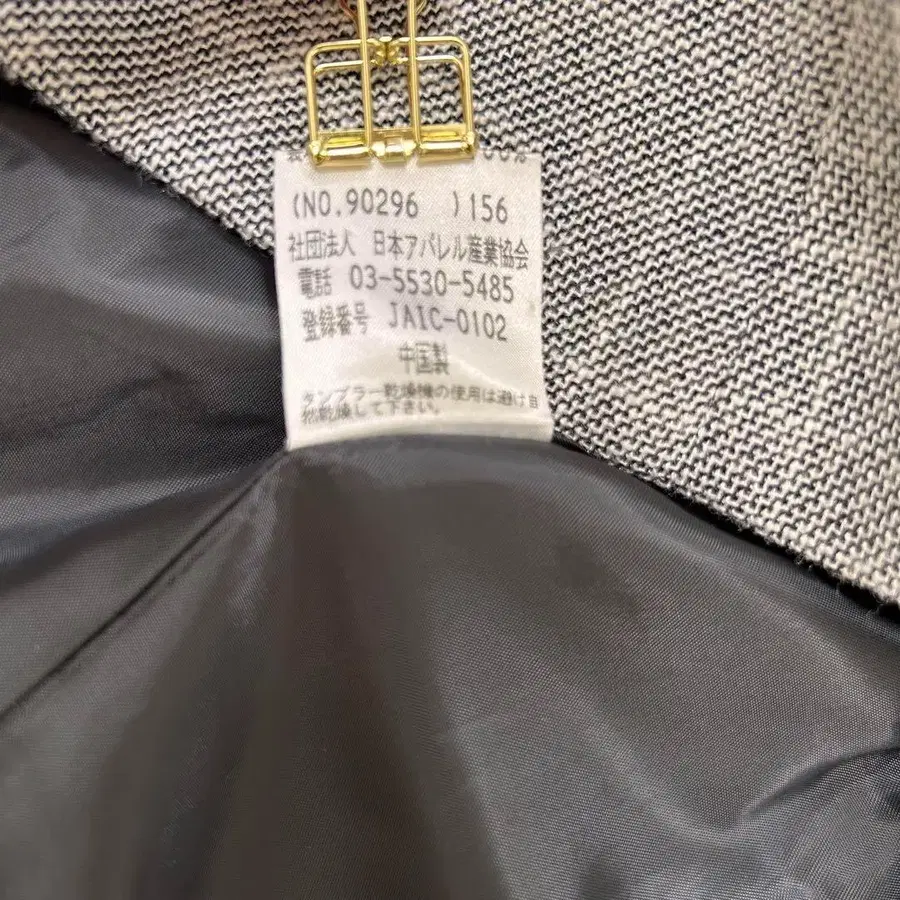 (NO.90296 )156
社団法人 日本アパレル産業協会
電話 03-5530-5485
登録番号 JAIC-0102
中国製
タンブラー乾燥機の使用は避け自
然乾燥して下さい。